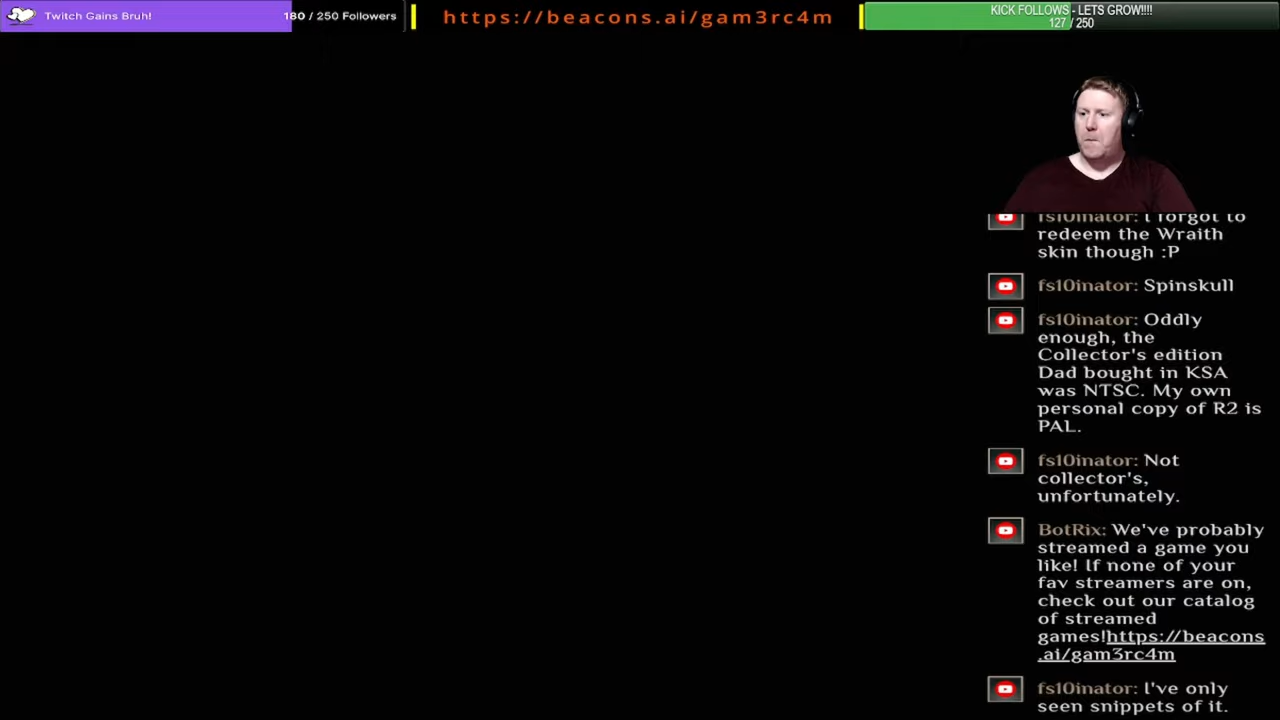 Twitch Gains Bruh!
180 / 250 Followers
https://beacons.ai/gam3rc4m
KICK FOLLOWS - LETS GROW!!!!
127 / 250
fs10inator: I forgot to
redeem the Wraith
skin though :P
fs10inator: Spinskull
fs10inator: Oddly
enough, the
Collector's edition
Dad bought in KSA
was NTSC. My own
personal copy of R2 is
PAL.
fs10inator: Not
collector's,
unfortunately.
BotRix: We've probably
streamed a game you
like! If none of your
fav streamers are on,
check out our catalog
of streamed
games!https://beacons
.ai/gam3rc4m
fs10inator: I've only
seen snippets of it.